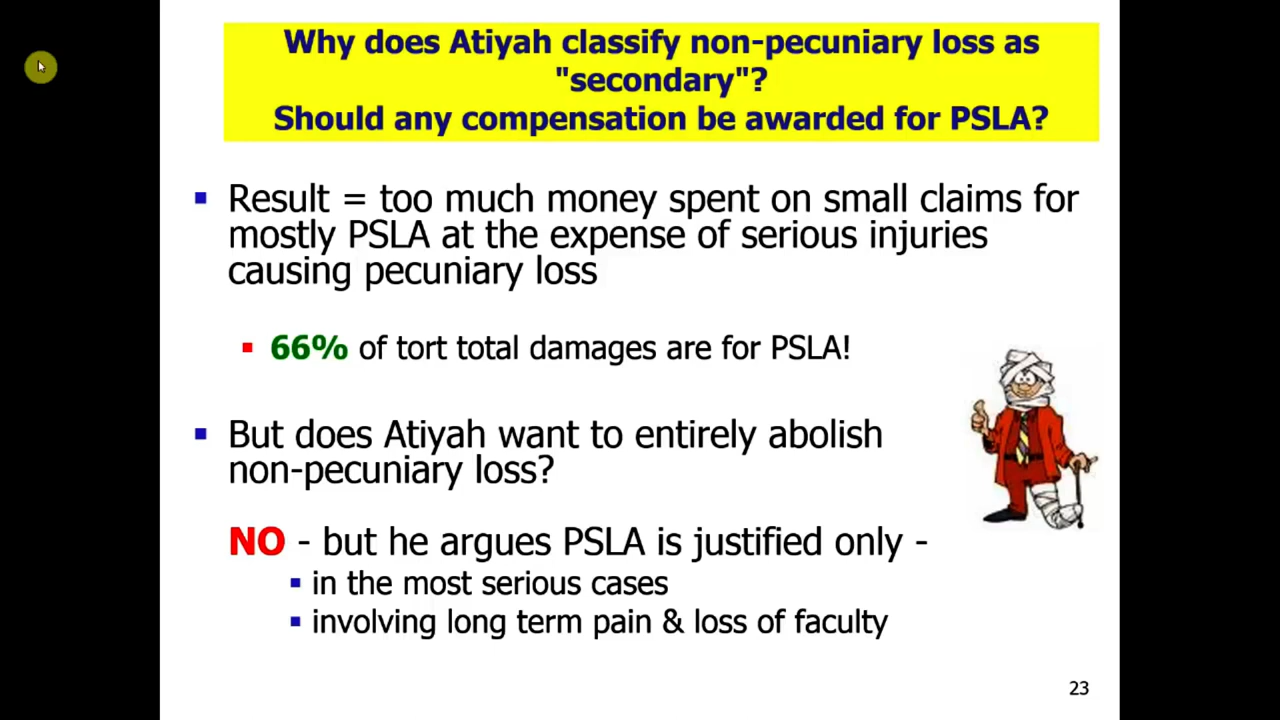 Why does Atiyah classify non-pecuniary loss as
"secondary"?
Should any compensation be awarded for PSLA?
▪ Result = too much money spent on small claims for
mostly PSLA at the expense of serious injuries
causing pecuniary loss
▪ 66% of tort total damages are for PSLA!
▪ But does Atiyah want to entirely abolish
non-pecuniary loss?
NO - but he argues PSLA is justified only -
▪ in the most serious cases
▪ involving long term pain & loss of faculty
23